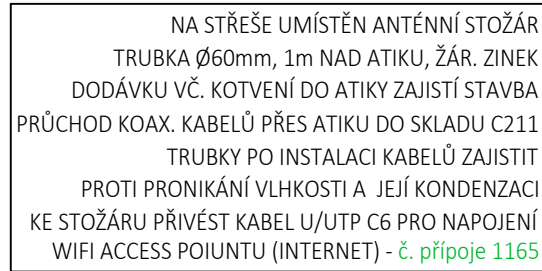 NA STŘEŠE UMÍSTĚN ANTÉNNÍ STOŽÁR
TRUBKA Ø60mm, 1m NAD ATIKU, ŽÁR. ZINEK
DODÁVKU VČ. KOTVENÍ DO ATIKY ZAJISTÍ STAVBA
PRŮCHOD KOAX. KABELŮ PŘES ATIKU DO SKLADU C211
TRUBKY PO INSTALACI KABELŮ ZAJISTIT
PROTI PRONIKÁNÍ VLHKOSTI A  JEJÍ KONDENZACI
KE STOŽÁRU PŘIVÉST KABEL U/UTP C6 PRO NAPOJENÍ
WIFI ACCESS POIUNTU (INTERNET) - č. přípoje 1165